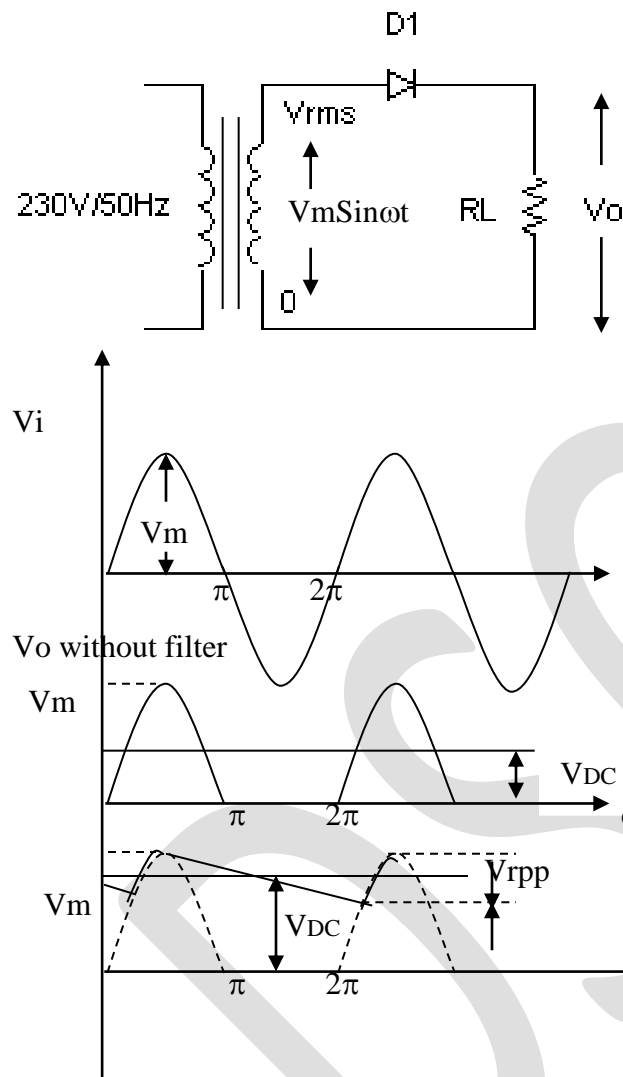 D1
Vrms
230V/50Hz
VmSinωt
RL
Vo
0
Vi
Vm
π
2π
Vo without filter
Vm
VDC
π
2π
Vm
VDC
Vrpp
π
2π